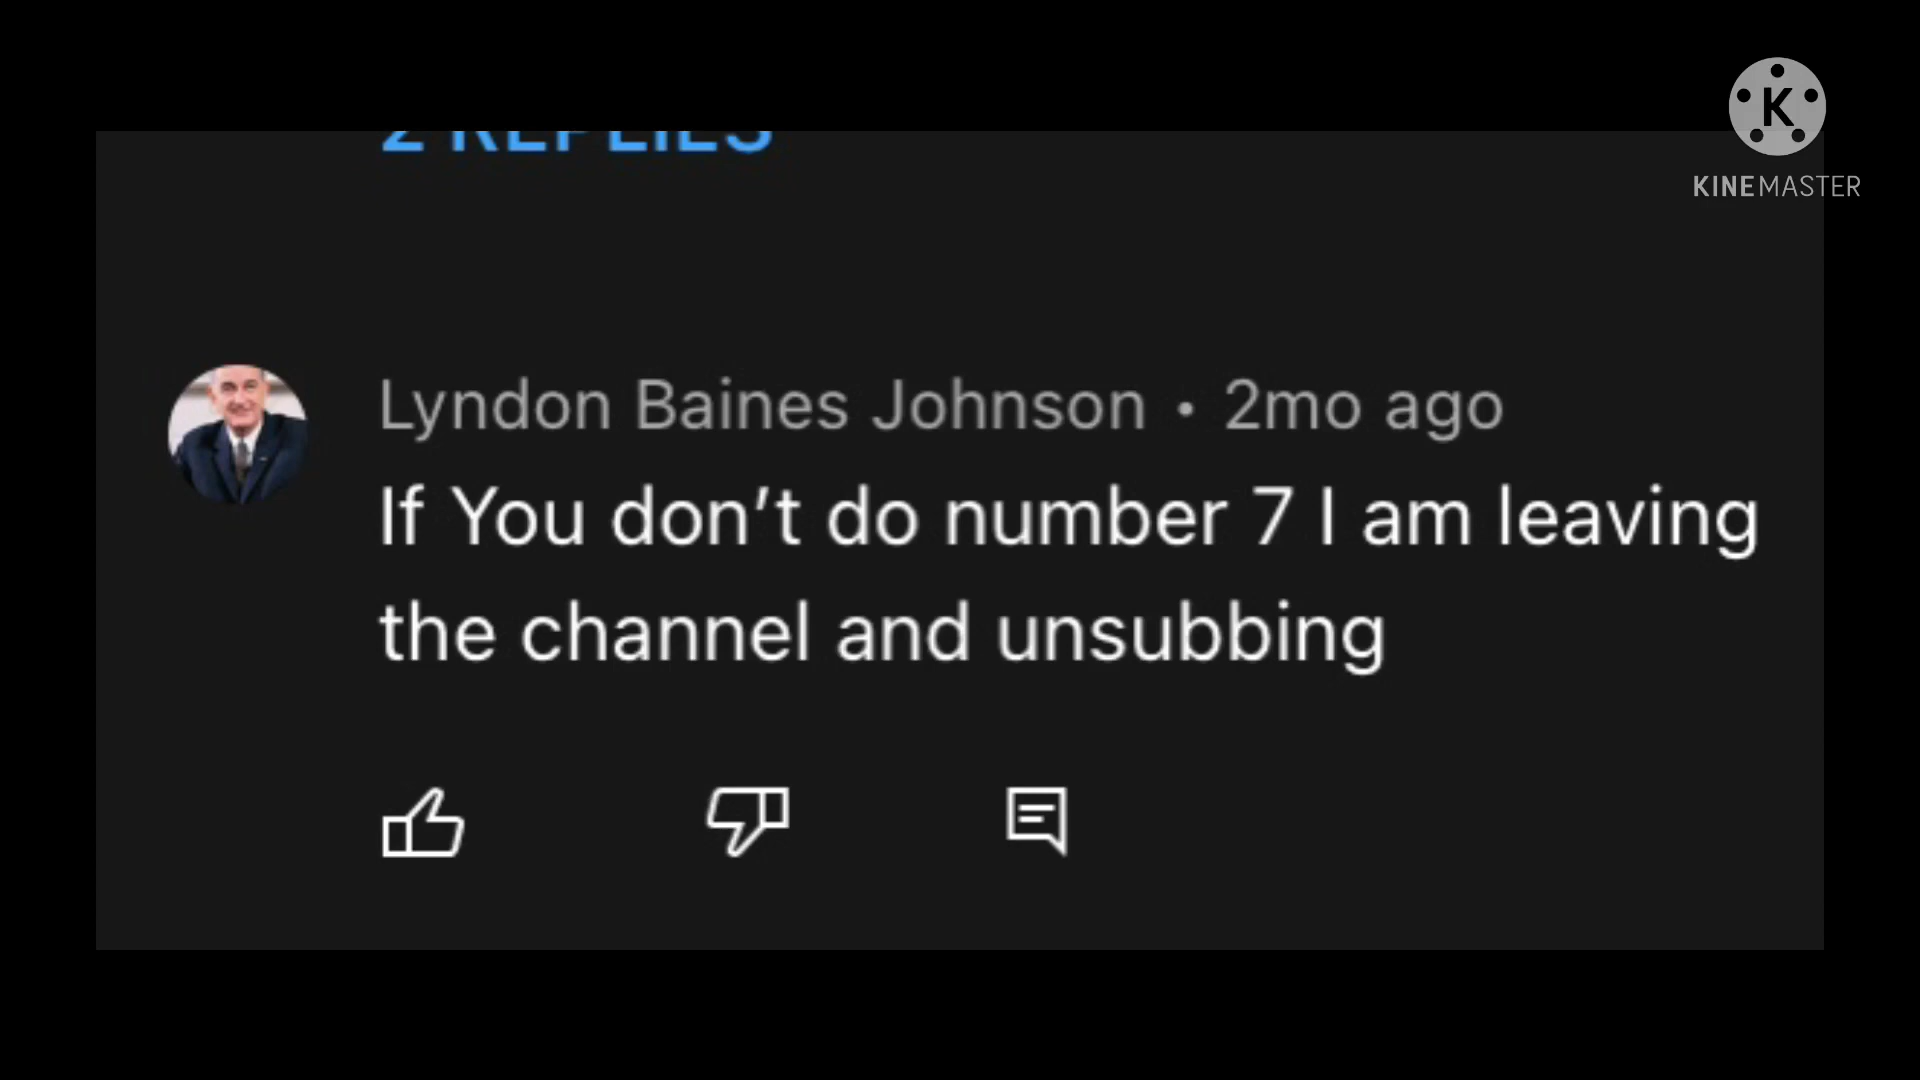 2 REPLIES
K
KINEMASTER
Lyndon Baines Johnson • 2mo ago
If You don't do number 7 I am leaving
the channel and unsubbing